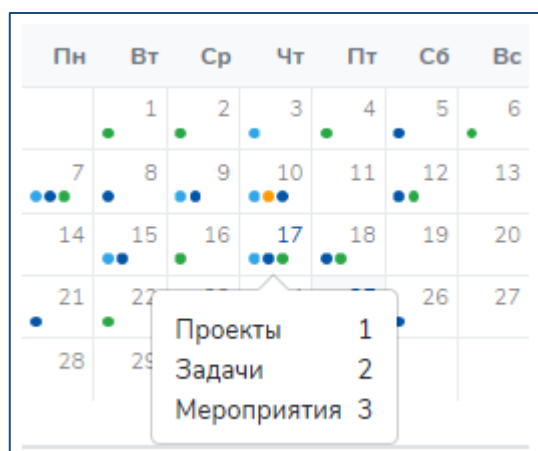 Пн Вт Ср Чт Пт Сб Вс
1 2 3 4 5 6
7 8 9 10 11 12 13
14 15 16 17 18 19 20
21 22 26 27
28 29
Проекты 1
Задачи 2
Мероприятия 3